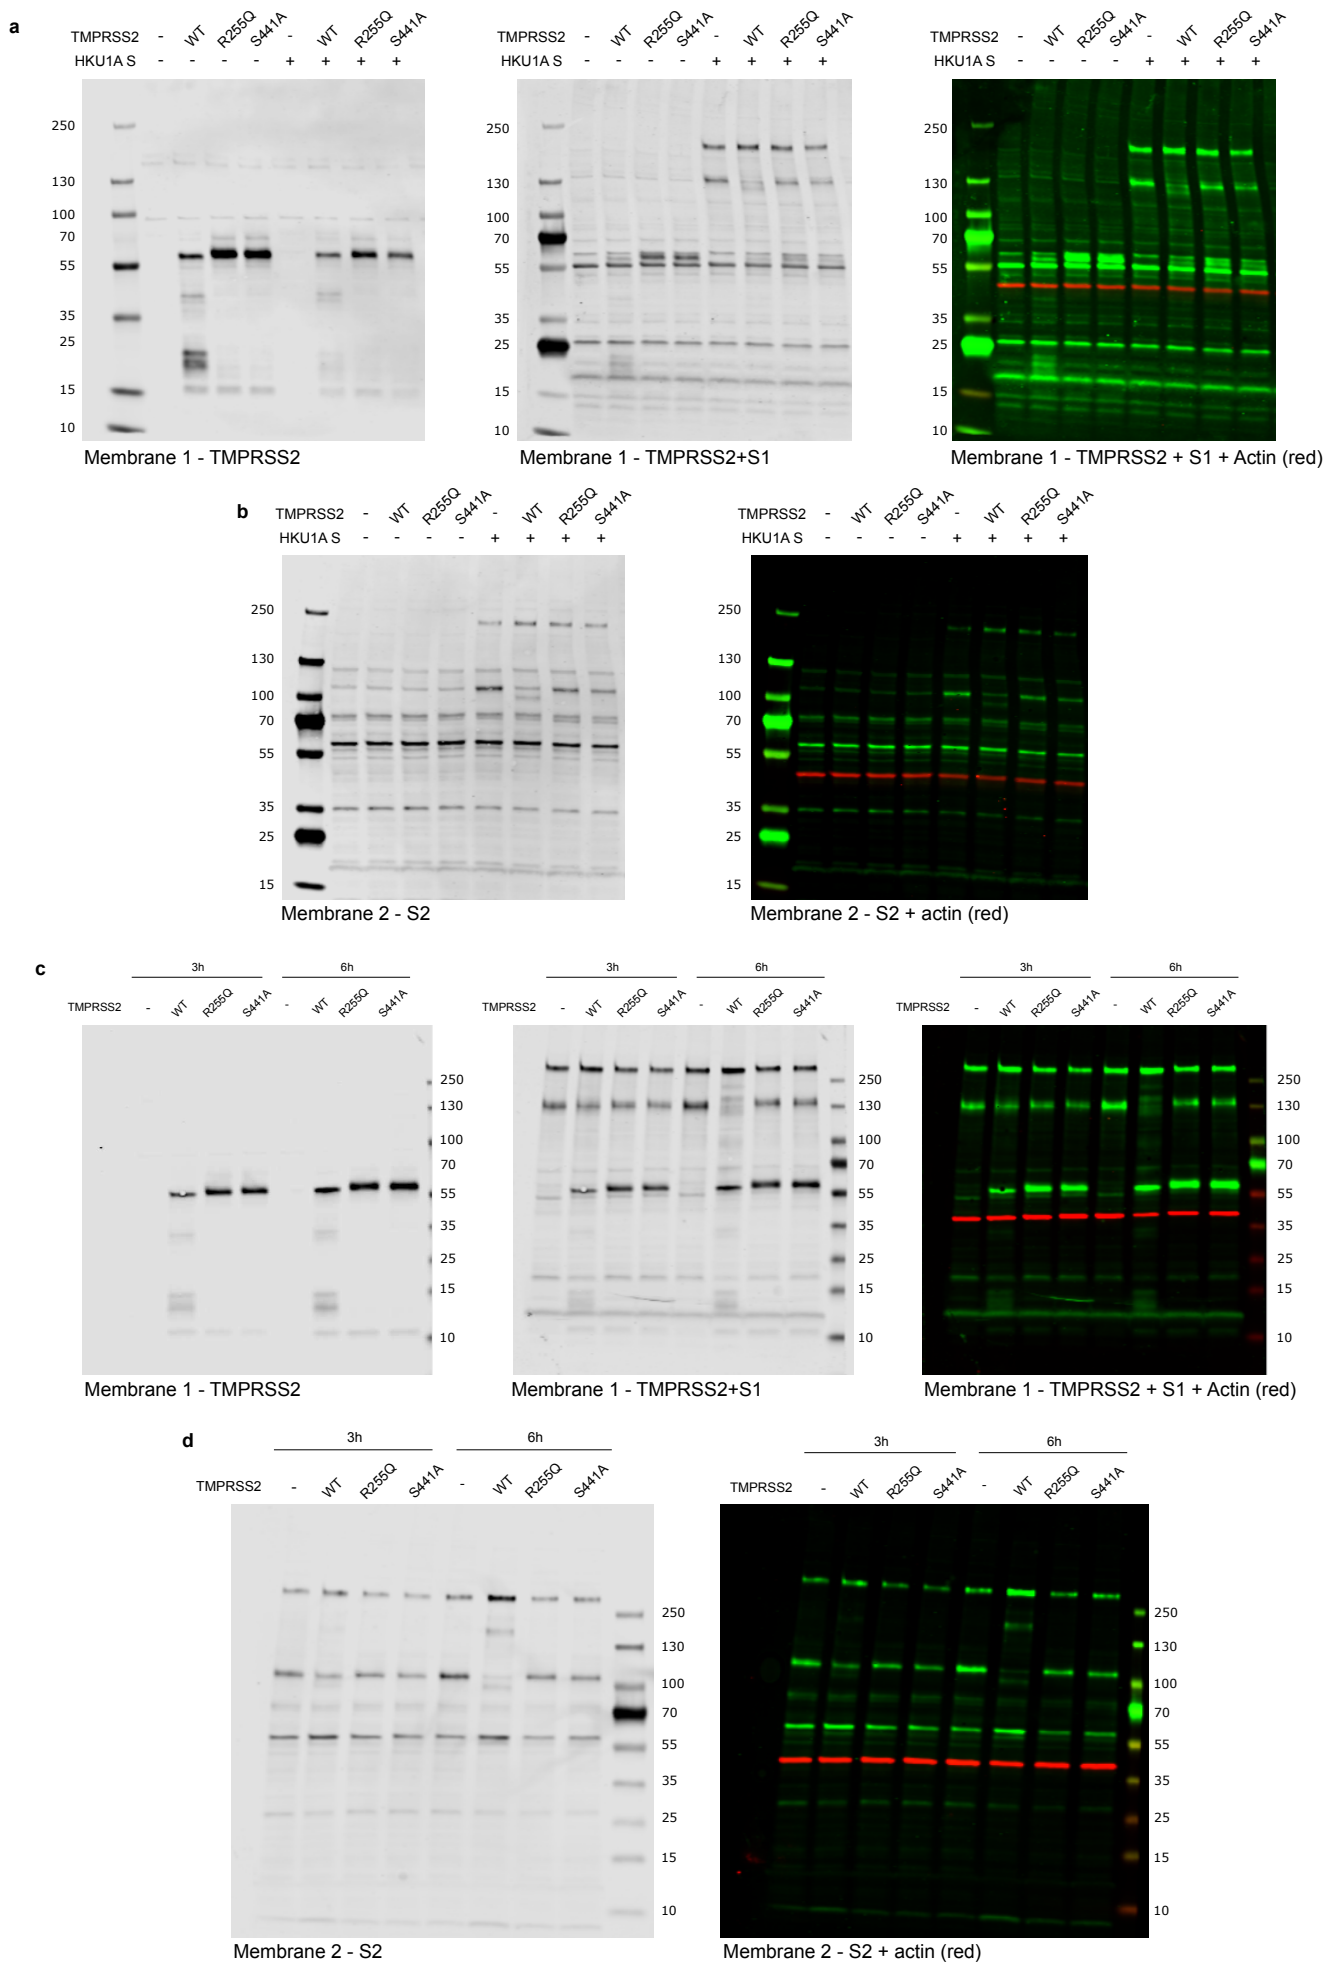 a
TMPRSS2 - WT R255Q S441A - WT R255Q S441A
HKU1A S - - - - + + + +
250
130
100
70
55
35
25
15
10
Membrane 1 - TMPRSS2
TMPRSS2 - WT R255Q S441A - WT R255Q S441A
HKU1A S - - - - + + + +
250
130
100
70
55
35
25
15
10
Membrane 1 - TMPRSS2+S1
TMPRSS2 - WT R255Q S441A - WT R255Q S441A
HKU1A S - - - - + + + +
250
130
100
70
55
35
25
15
10
Membrane 1 - TMPRSS2 + S1 + Actin (red)
b
TMPRSS2 - WT R255Q S441A - WT R255Q S441A
HKU1A S - - - - + + + +
250
130
100
70
55
35
25
15
Membrane 2 - S2
TMPRSS2 - WT R255Q S441A - WT R255Q S441A
HKU1A S - - - - + + + +
250
130
100
70
55
35
25
15
Membrane 2 - S2 + actin (red)
c
3h 6h
TMPRSS2 - WT R255Q S441A - WT R255Q S441A
250
130
100
70
55
35
25
15
10
Membrane 1 - TMPRSS2
3h 6h
TMPRSS2 - WT R255Q S441A - WT R255Q S441A
250
130
100
70
55
35
25
15
10
Membrane 1 - TMPRSS2+S1
3h 6h
TMPRSS2 - WT R255Q S441A - WT R255Q S441A
250
130
100
70
55
35
25
15
10
Membrane 1 - TMPRSS2 + S1 + Actin (red)
d
3h 6h
TMPRSS2 - WT R255Q S441A - WT R255Q S441A
250
130
100
70
55
35
25
15
10
Membrane 2 - S2
3h 6h
TMPRSS2 - WT R255Q S441A - WT R255Q S441A
250
130
100
70
55
35
25
15
10
Membrane 2 - S2 + actin (red)